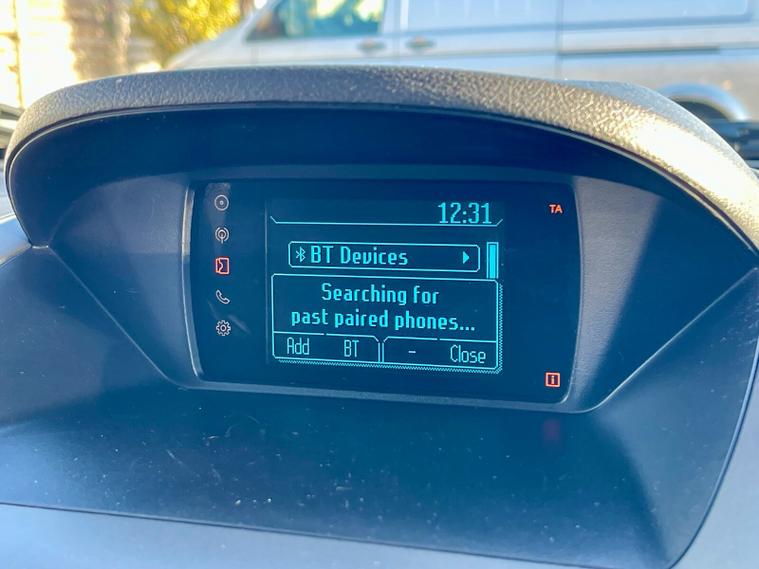 12:31
TA
BT Devices
Searching for
past paired phones...
Add BT - Close